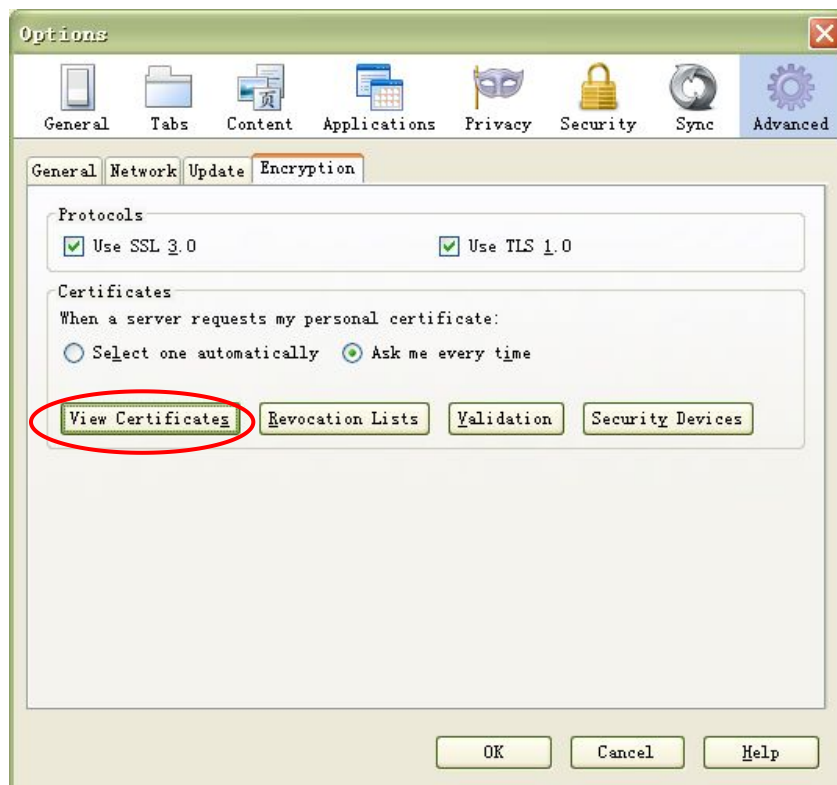 Options
General Tabs Content Applications Privacy Security Sync Advanced
页
General Network Update Encryption
Protocols
Use SSL 3.0 Use TLS 1.0
Certificates
When a server requests my personal certificate:
Select one automatically Ask me every time
View Certificates Revocation Lists Validation Security Devices
OK Cancel Help